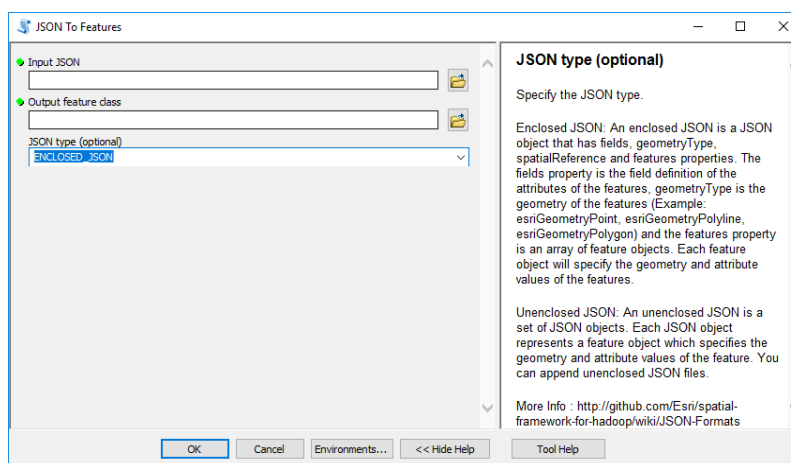 JSON To Features
Input JSON
Output feature class
JSON type (optional)
ENCLOSED_JSON
JSON type (optional)
Specify the JSON type.
Enclosed JSON: An enclosed JSON is a JSON
object that has fields, geometryType,
spatialReference and features properties. The
fields property is the field definition of the
attributes of the features, geometryType is the
geometry of the features (Example:
esriGeometryPoint, esriGeometryPolyline,
esriGeometryPolygon) and the features property
is an array of feature objects. Each feature
object will specify the geometry and attribute
values of the features.
Unenclosed JSON: An unenclosed JSON is a
set of JSON objects. Each JSON object
represents a feature object which specifies the
geometry and attribute values of the feature. You
can append unenclosed JSON files.
More Info : http://github.com/Esri/spatial-
framework-for-hadoop/wiki/JSON-Formats
OK
Cancel
Environments...
<< Hide Help
Tool Help